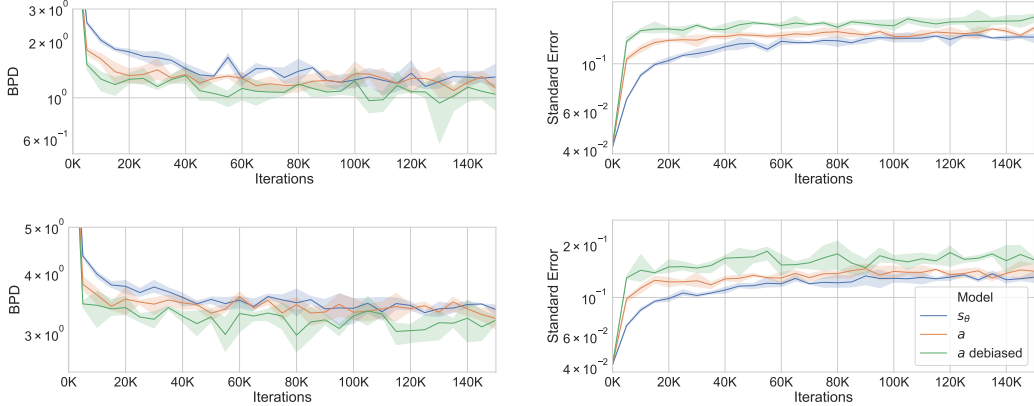 3 × 10⁰
2 × 10⁰
10⁰
6 × 10⁻¹
BPD
0K 20K 40K 60K 80K 100K 120K 140K
Iterations
10⁻¹
4 × 10⁻²
Standard Error
0K 20K 40K 60K 80K 100K 120K 140K
Iterations
5 × 10⁰
4 × 10⁰
3 × 10⁰
BPD
0K 20K 40K 60K 80K 100K 120K 140K
Iterations
2 × 10⁻¹
10⁻¹
6 × 10⁻²
4 × 10⁻²
Standard Error
0K 20K 40K 60K 80K 100K 120K 140K
Iterations
Model
s_θ
a
a debiased